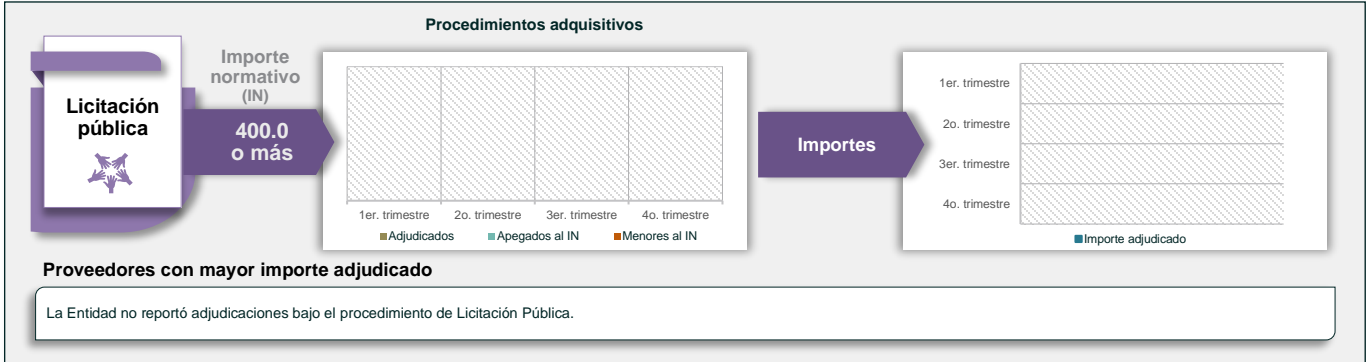 Procedimientos adquisitivos
Licitación
pública
Importe
normativo
(IN)
400.0
o más
1er. trimestre
2o. trimestre
3er. trimestre
4o. trimestre
Adjudicados
Apegados al IN
Menores al IN
Importes
1er. trimestre
2o. trimestre
3er. trimestre
4o. trimestre
Importe adjudicado
Proveedores con mayor importe adjudicado
La Entidad no reportó adjudicaciones bajo el procedimiento de Licitación Pública.